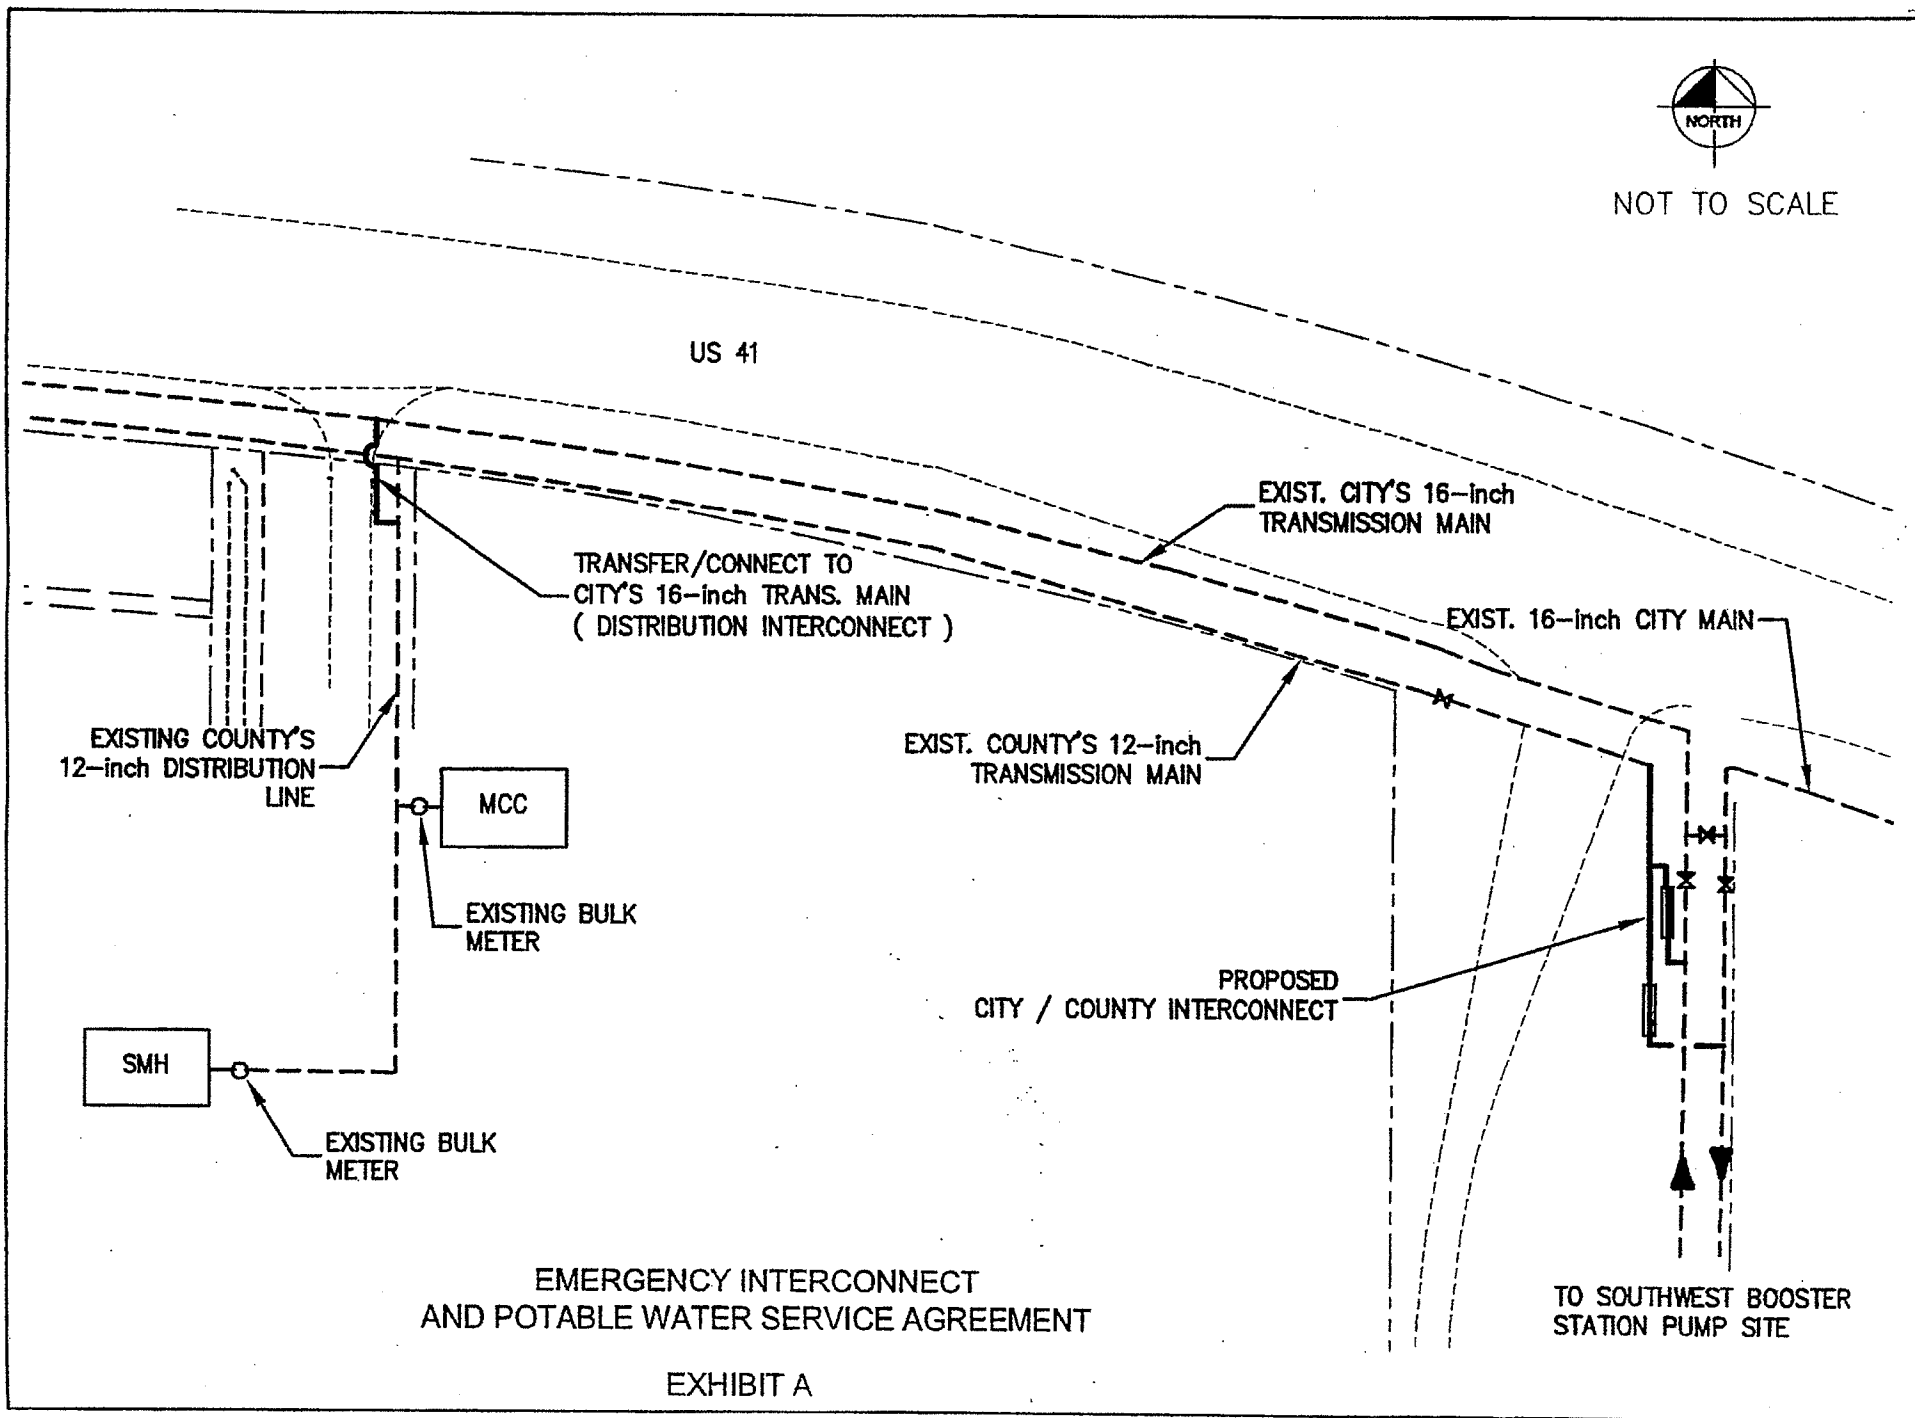 NORTH
NOT TO SCALE
US 41
EXIST. CITY'S 16-inch
TRANSMISSION MAIN
TRANSFER/CONNECT TO
CITY'S 16-inch TRANS. MAIN
( DISTRIBUTION INTERCONNECT )
EXIST. 16-inch CITY MAIN
EXISTING COUNTY'S
12-inch DISTRIBUTION
LINE
EXIST. COUNTY'S 12-inch
TRANSMISSION MAIN
MCC
EXISTING BULK
METER
PROPOSED
CITY / COUNTY INTERCONNECT
SMH
EXISTING BULK
METER
TO SOUTHWEST BOOSTER
STATION PUMP SITE
EMERGENCY INTERCONNECT
AND POTABLE WATER SERVICE AGREEMENT
EXHIBIT A